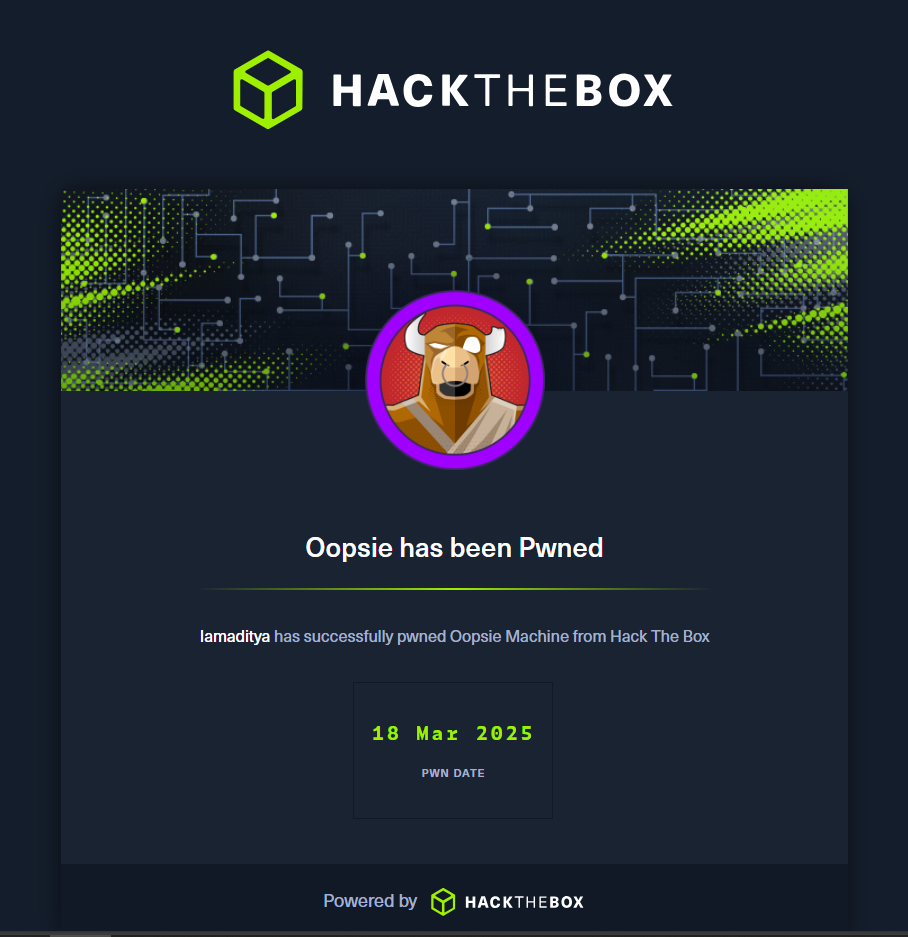 HACKTHEBOX
Oopsie has been Pwned
Iamaditya has successfully pwned Oopsie Machine from Hack The Box
18 Mar 2025
PWN DATE
Powered by HACKTHEBOX